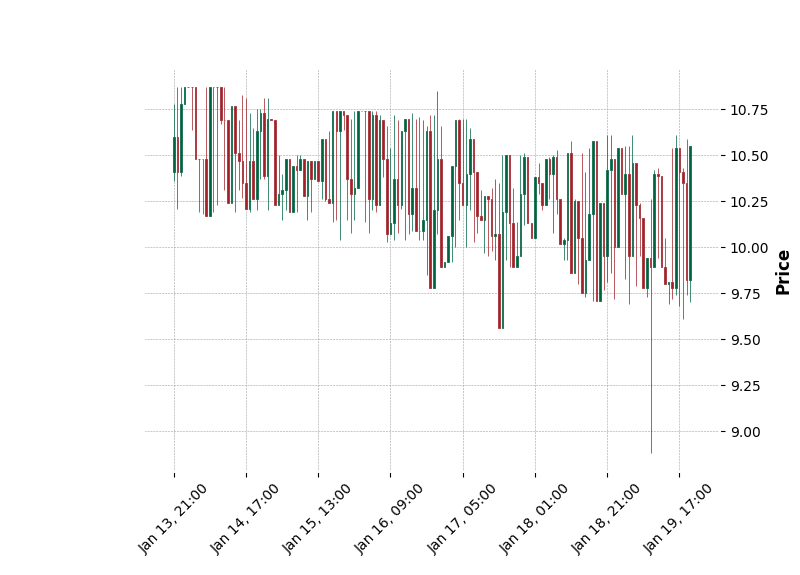 10.75
10.50
10.25
10.00
9.75
9.50
9.25
9.00
Price
Jan 13, 21:00
Jan 14, 17:00
Jan 15, 13:00
Jan 16, 09:00
Jan 17, 05:00
Jan 18, 01:00
Jan 18, 21:00
Jan 19, 17:00